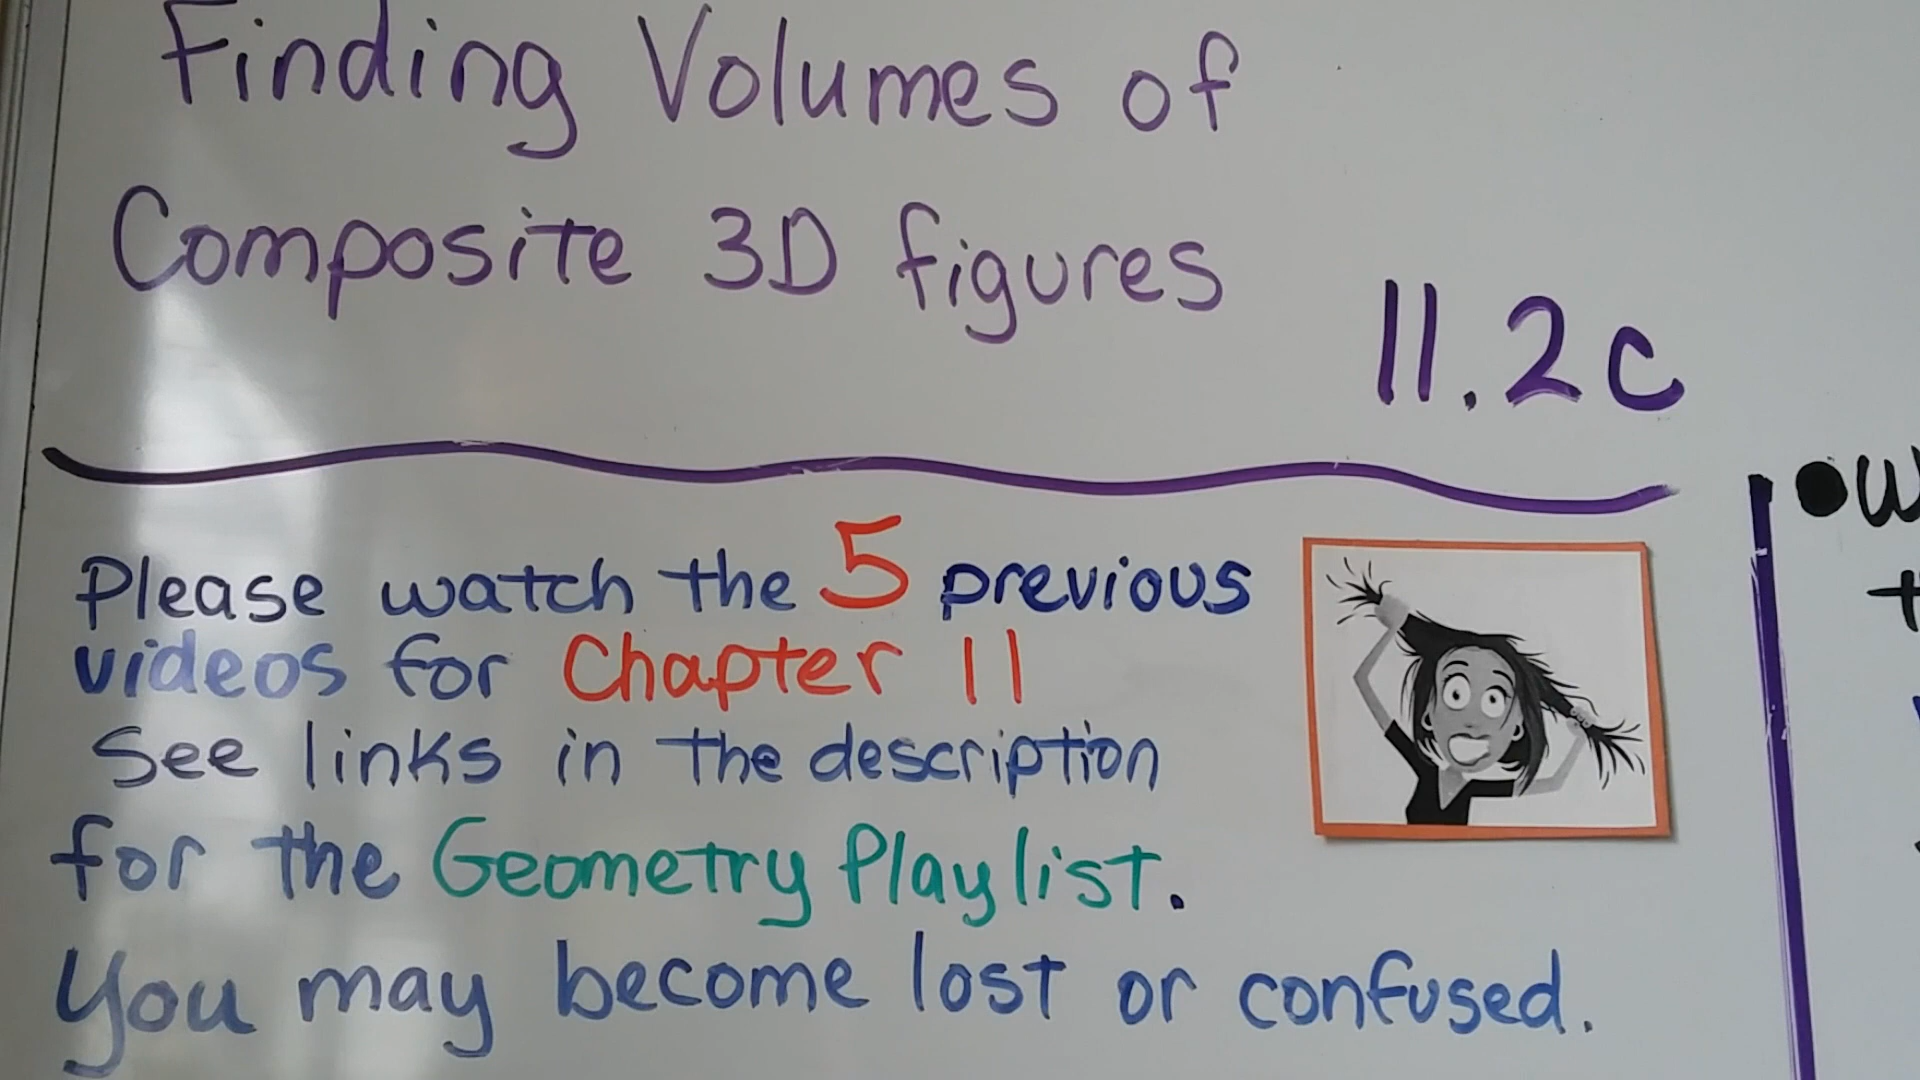 Finding Volumes of
Composite 3D figures
11.2c
Please watch the 5 previous
videos for Chapter 11
See links in the description
for the Geometry Playlist.
You may become lost or confused.